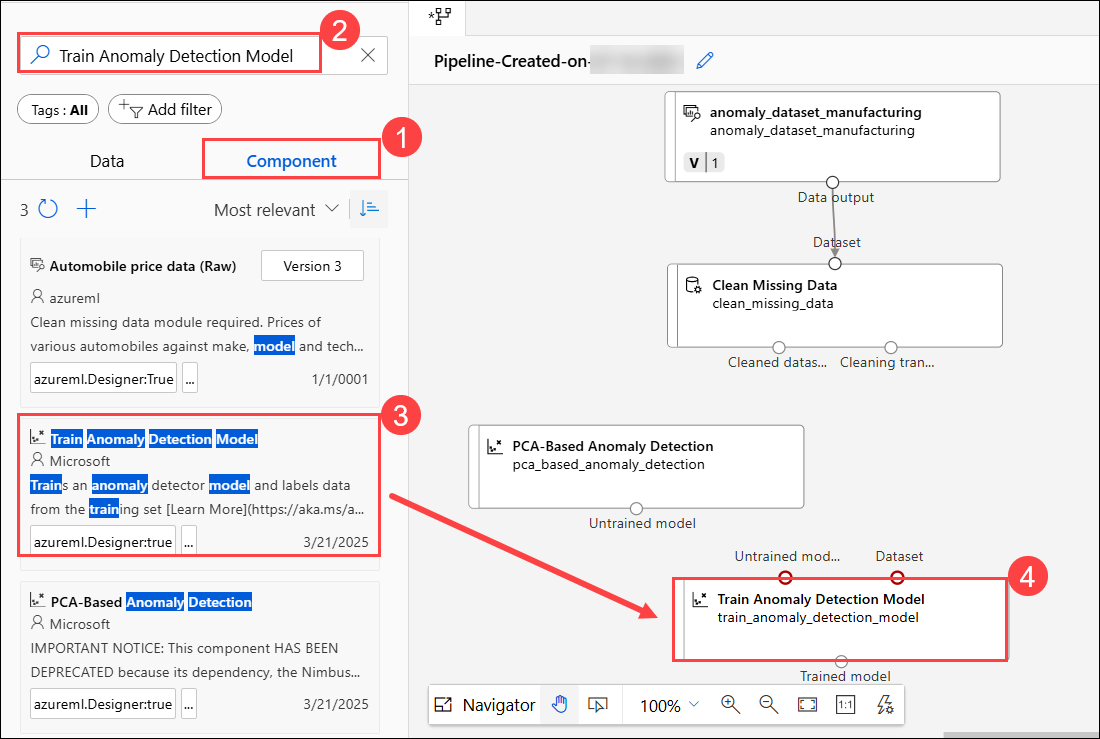 Train Anomaly Detection Model
2
Tags : All
Add filter
1
Data
Component
3
Most relevant
Automobile price data (Raw)
Version 3
azureml
Clean missing data module required. Prices of
various automobiles against make, model and tech...
azureml.Designer:True
...
1/1/0001
3
Train Anomaly Detection Model
Microsoft
Trains an anomaly detector model and labels data
from the training set [Learn More](https://aka.ms/a...
azureml.Designer:true
...
3/21/2025
PCA-Based Anomaly Detection
Microsoft
IMPORTANT NOTICE: This component HAS BEEN
DEPRECATED because its dependency, the Nimbus...
azureml.Designer:true
...
3/21/2025
Pipeline-Created-on-
anomaly_dataset_manufacturing
anomaly_dataset_manufacturing
V 1
Data output
Dataset
Clean Missing Data
clean_missing_data
Cleaned datas...
Cleaning tran...
PCA-Based Anomaly Detection
pca_based_anomaly_detection
Untrained model
Untrained mod...
Dataset
4
Train Anomaly Detection Model
train_anomaly_detection_model
Trained model
Navigator
100%
1:1